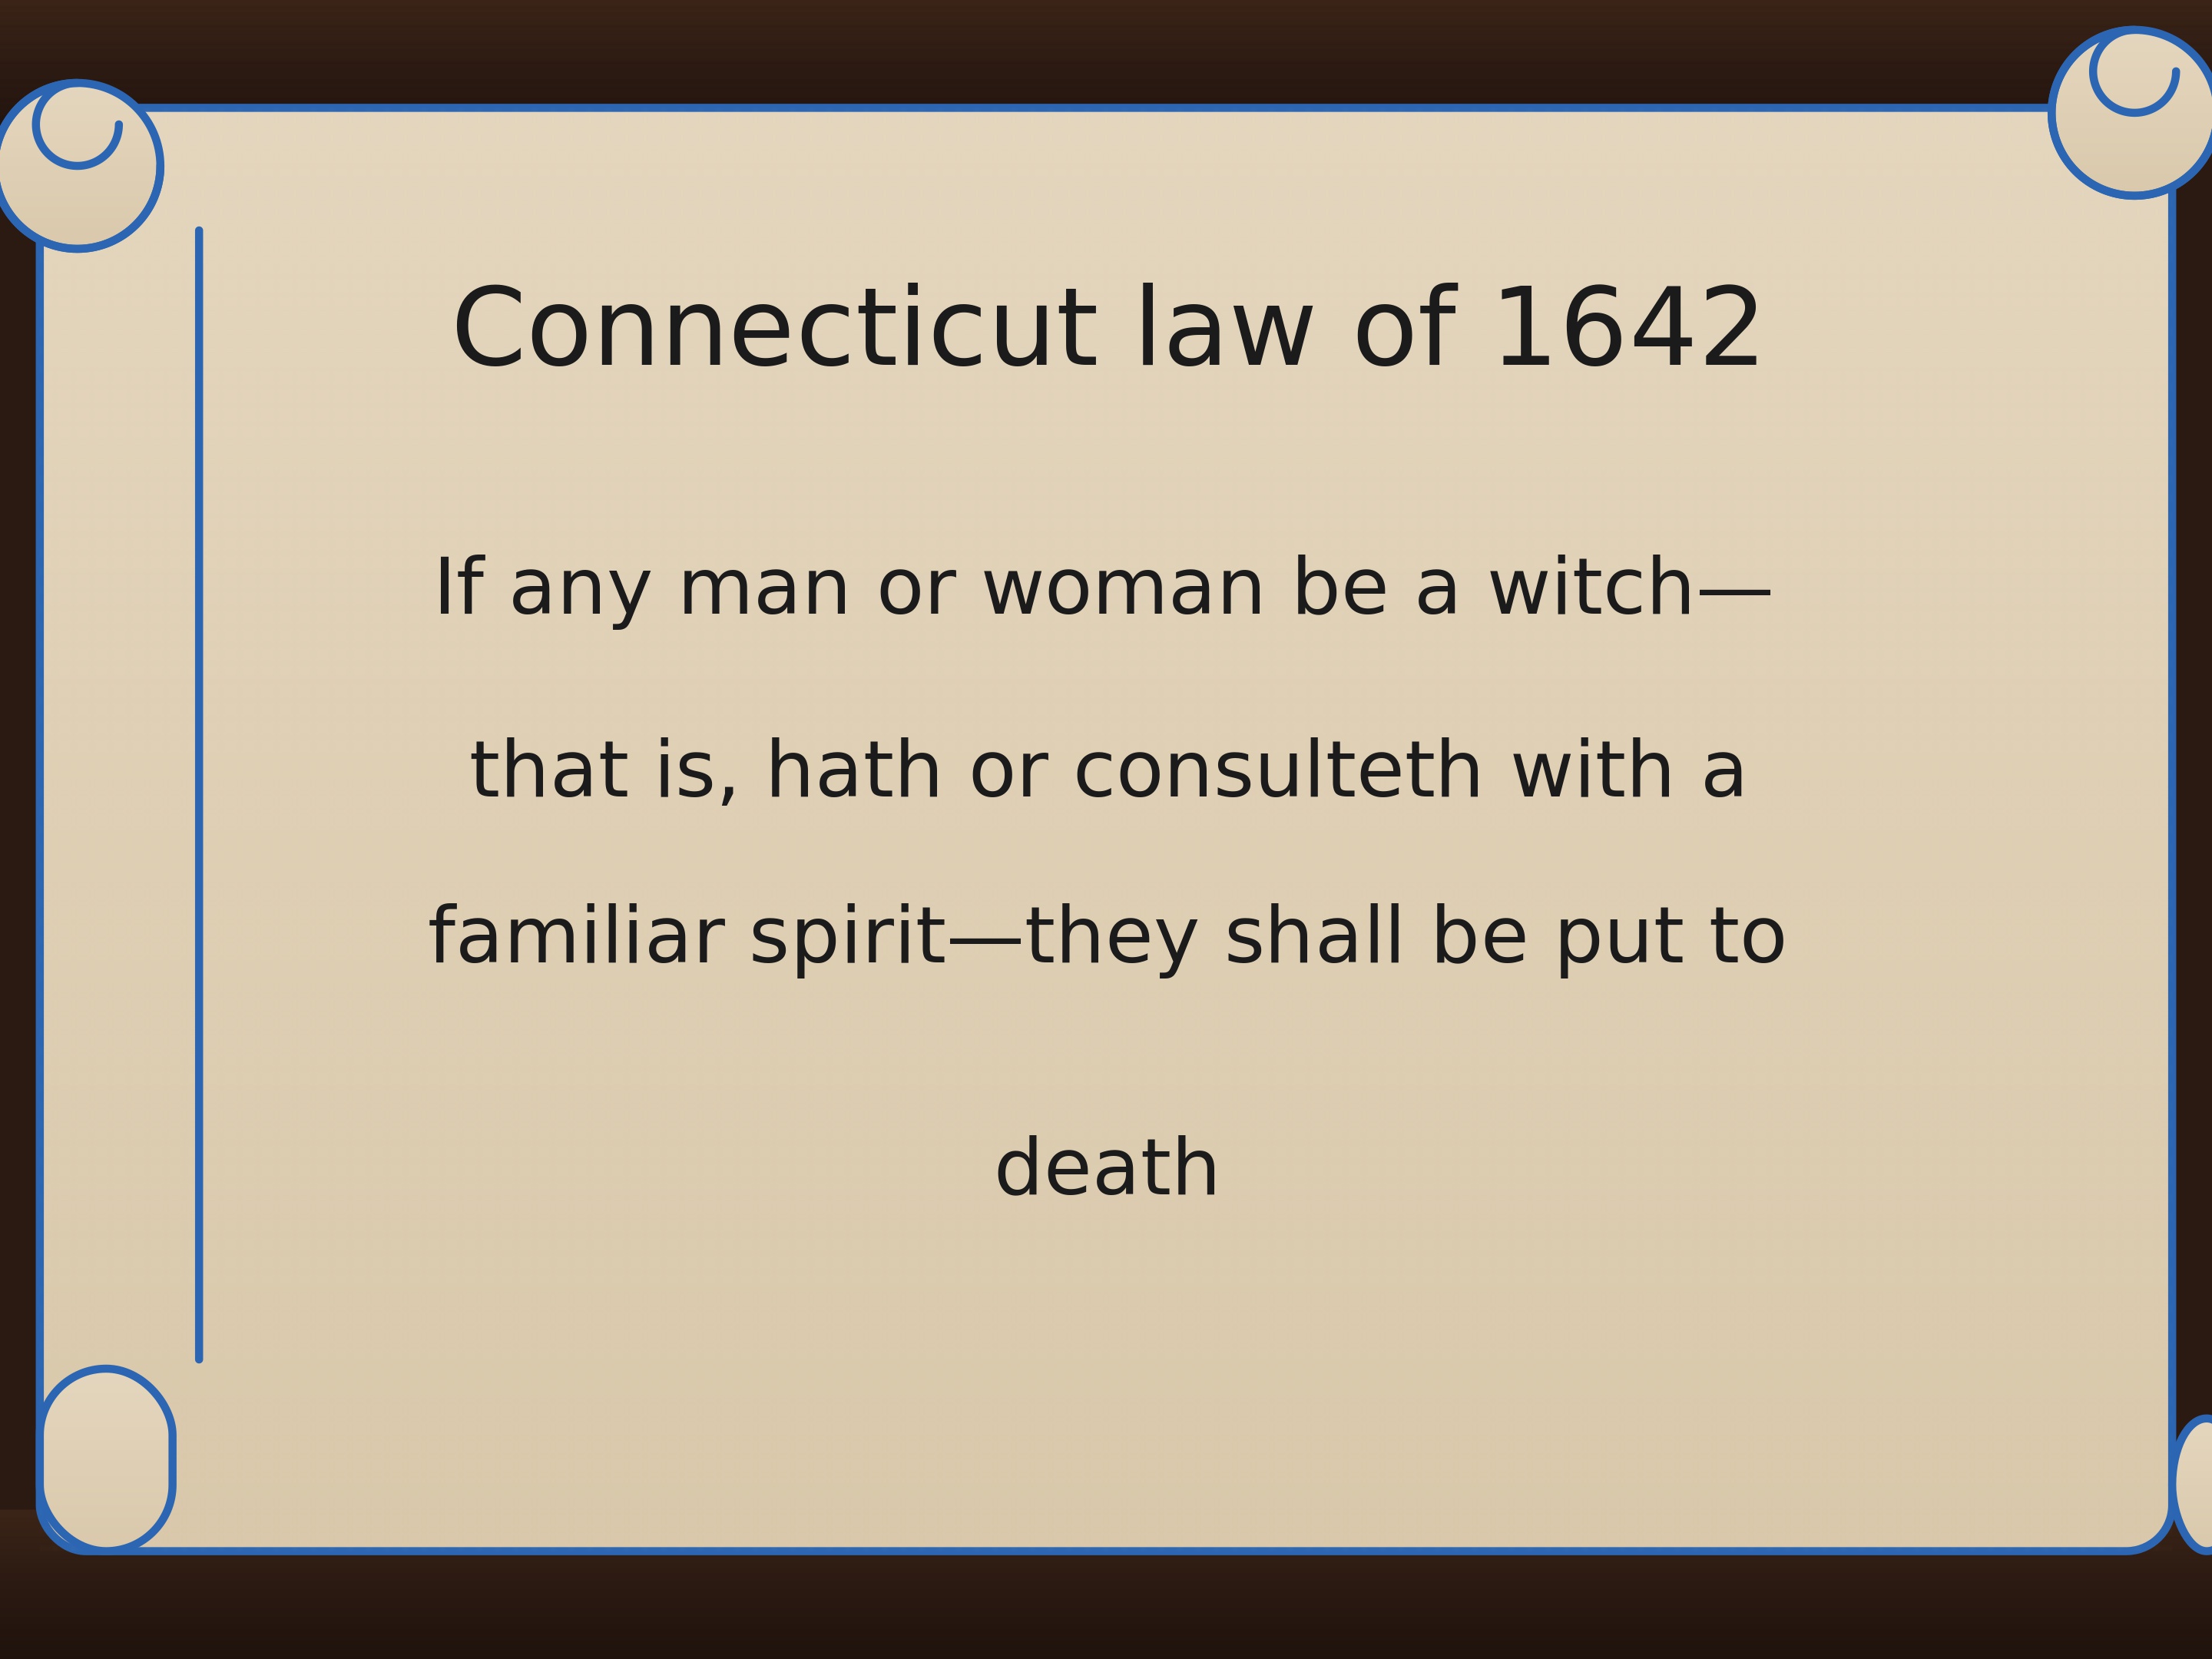 Connecticut law of 1642
If any man or woman be a witch—
that is, hath or consulteth with a
familiar spirit—they shall be put to
death